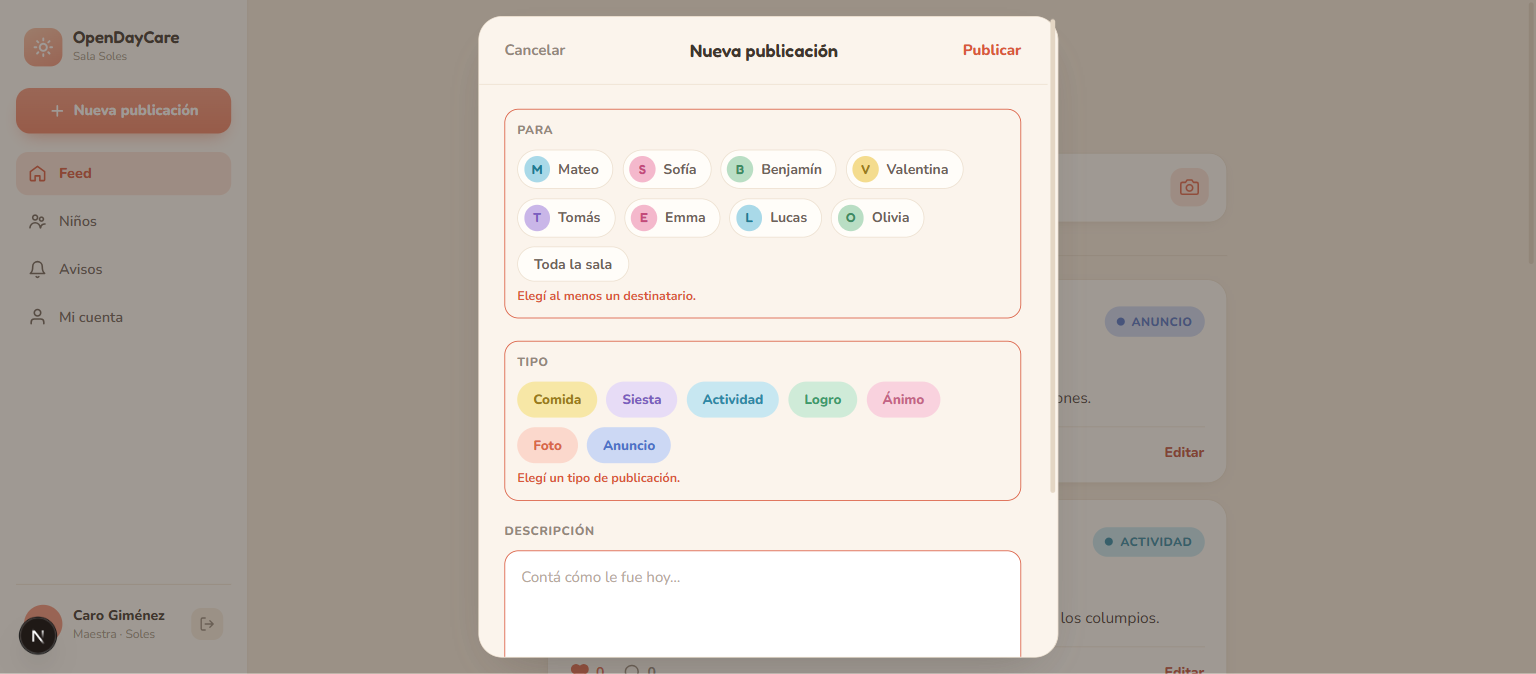 OpenDayCare
Sala Soles
+ Nueva publicación
Feed
Niños
Avisos
Mi cuenta
Caro Giménez
Maestra · Soles
N
Cancelar
Nueva publicación
Publicar
PARA
M Mateo
S Sofía
B Benjamín
V Valentina
T Tomás
E Emma
L Lucas
O Olivia
Toda la sala
Elegí al menos un destinatario.
TIPO
Comida
Siesta
Actividad
Logro
Ánimo
Foto
Anuncio
Elegí un tipo de publicación.
DESCRIPCIÓN
Contá cómo le fue hoy...
ANUNCIO
ones.
Editar
ACTIVIDAD
los columpios.
0 0
Editar